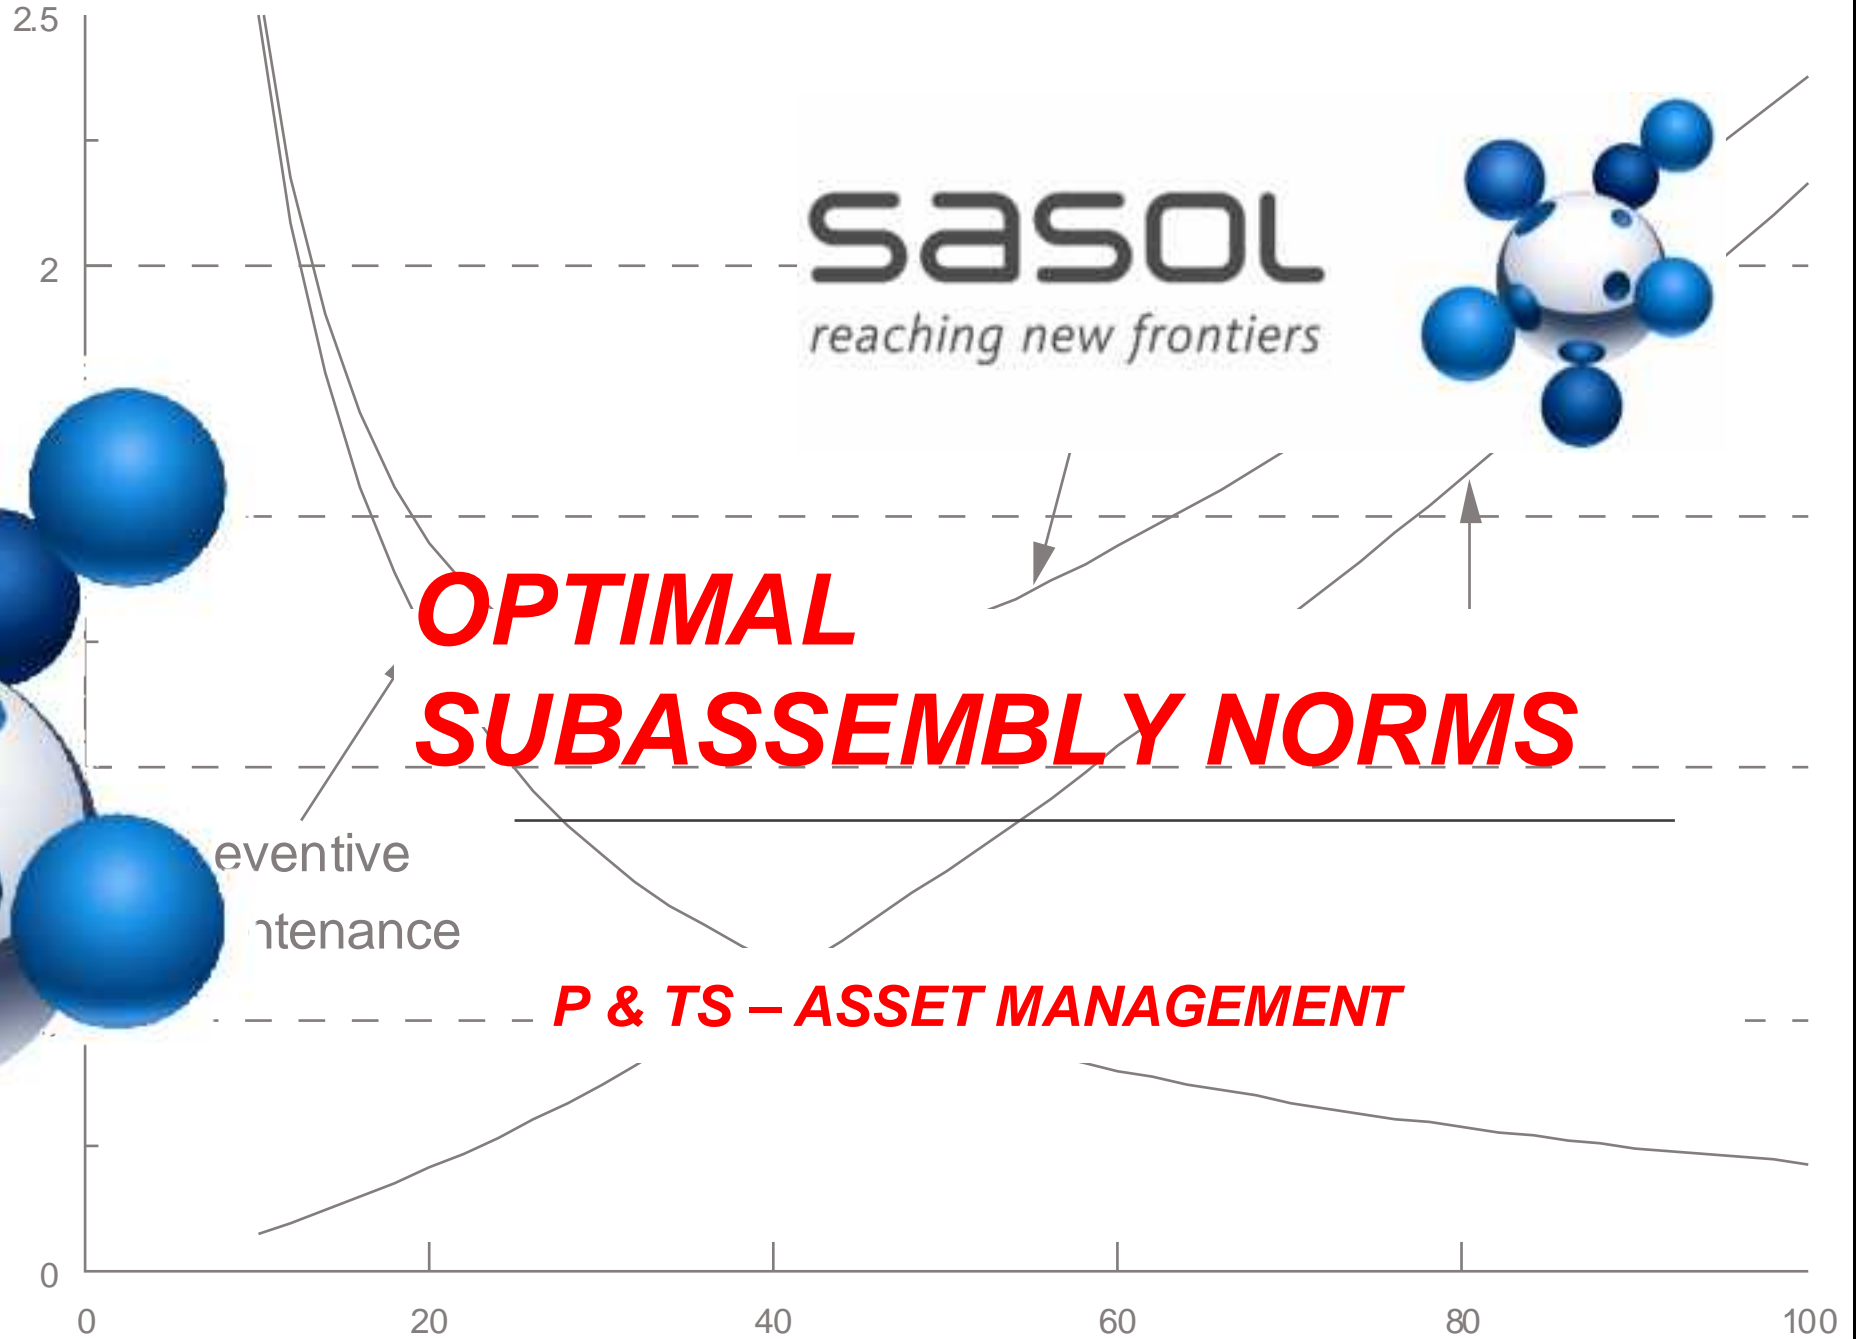 2.5
2
sasol
reaching new frontiers
OPTIMAL
SUBASSEMBLY NORMS
eventive
ntenance
P & TS – ASSET MANAGEMENT
0
0 20 40 60 80 100